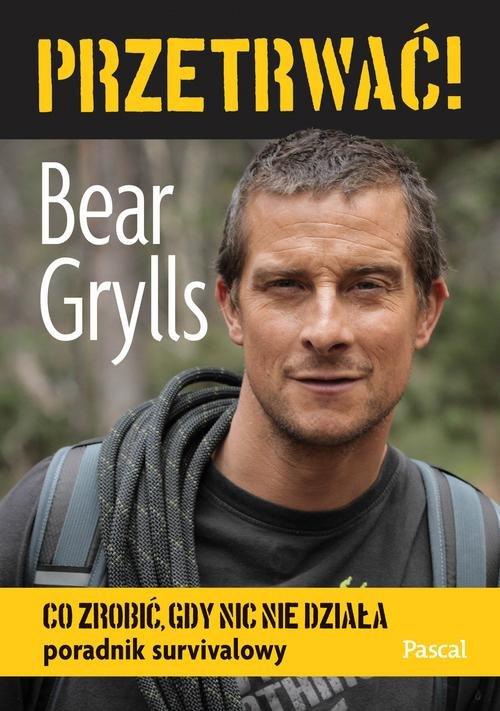 PRZETRWAĆ!
Bear
Grylls
CO ZROBIĆ, GDY NIC NIE DZIAŁA
poradnik survivalowy
Pascal